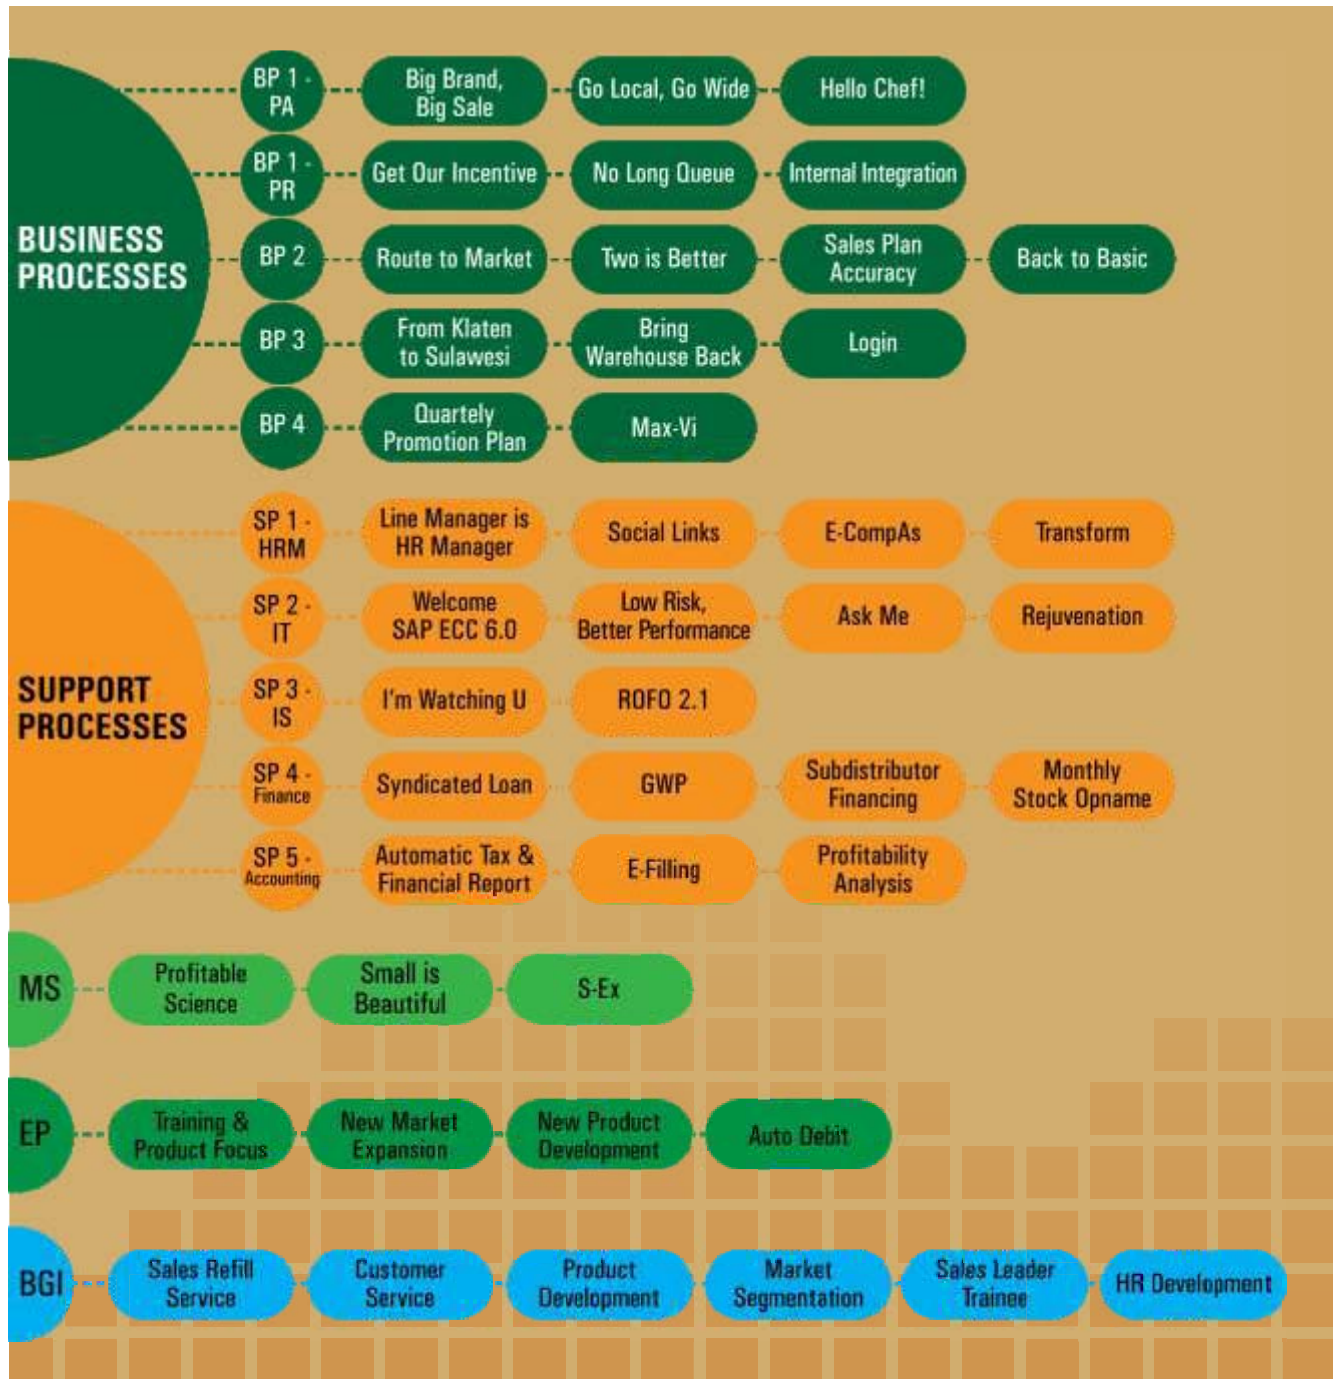 BUSINESS
PROCESSES
BP 1 -
PA
Big Brand,
Big Sale
Go Local, Go Wide
Hello Chef!
BP 1 -
PR
Get Our Incentive
No Long Queue
Internal Integration
BP 2
Route to Market
Two is Better
Sales Plan
Accuracy
Back to Basic
BP 3
From Klaten
to Sulawesi
Bring
Warehouse Back
Login
BP 4
Quartely
Promotion Plan
Max-Vi
SUPPORT
PROCESSES
SP 1 -
HRM
Line Manager is
HR Manager
Social Links
E-CompAs
Transform
SP 2 -
IT
Welcome
SAP ECC 6.0
Low Risk,
Better Performance
Ask Me
Rejuvenation
SP 3 -
IS
I'm Watching U
ROFO 2.1
SP 4 -
Finance
Syndicated Loan
GWP
Subdistributor
Financing
Monthly
Stock Opname
SP 5 -
Accounting
Automatic Tax &
Financial Report
E-Filling
Profitability
Analysis
MS
Profitable
Science
Small is
Beautiful
S-Ex
EP
Training &
Product Focus
New Market
Expansion
New Product
Development
Auto Debit
BGI
Sales Refill
Service
Customer
Service
Product
Development
Market
Segmentation
Sales Leader
Trainee
HR Development